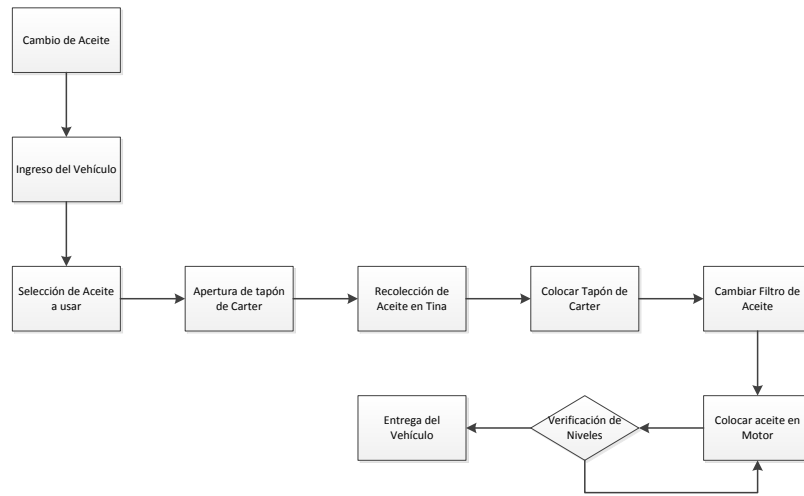 Cambio de Aceite
Ingreso del Vehículo
Selección de Aceite
a usar
Apertura de tapón
de Carter
Recolección de
Aceite en Tina
Colocar Tapón de
Carter
Cambiar Filtro de
Aceite
Colocar aceite en
Motor
Verificación de
Niveles
Entrega del
Vehículo